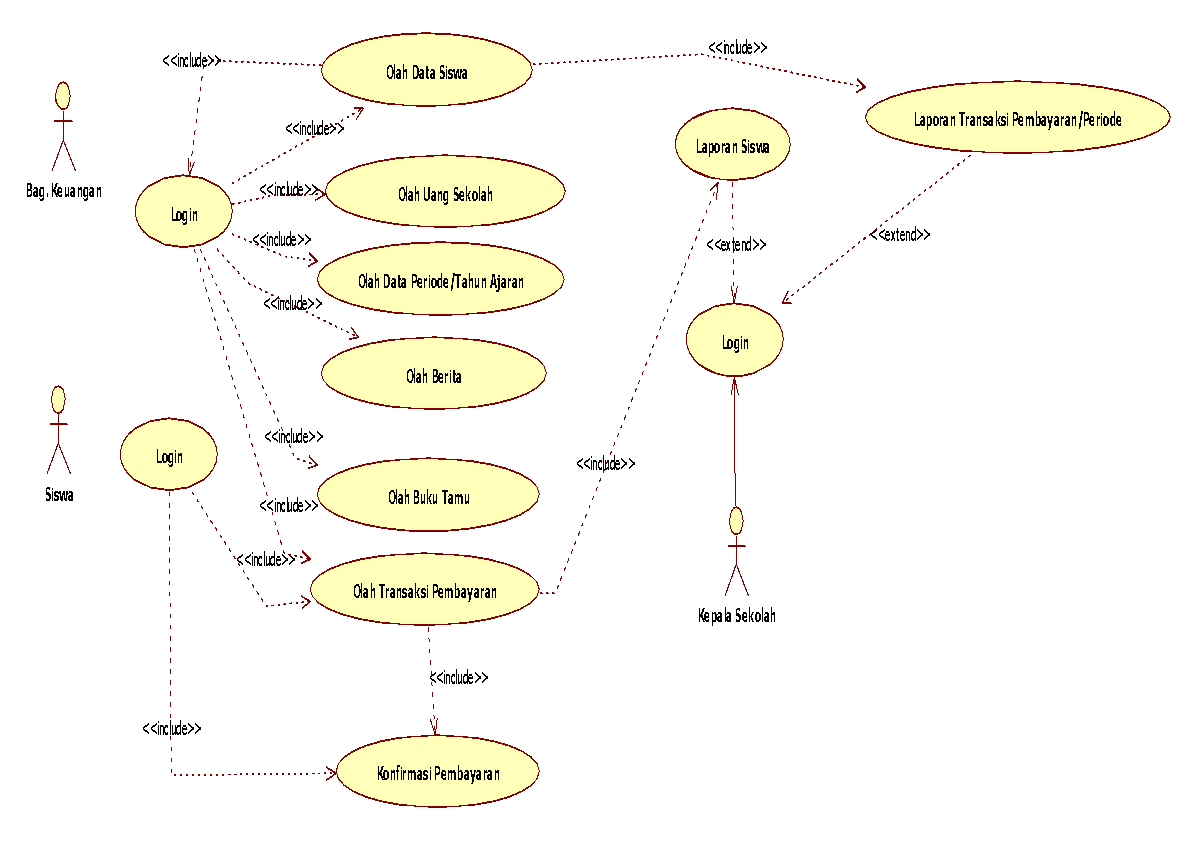 <<include>>
<<include>>
Olah Data Siswa
Laporan Transaksi Pembayaran/Periode
<<include>>
Laporan Siswa
Bag. Keuangan
<<include>>
Olah Uang Sekolah
Login
<<include>>
<<extend>>
<<extend>>
Olah Data Periode/Tahun Ajaran
<<include>>
Login
Olah Berita
<<include>>
Login
<<include>>
Siswa
Olah Buku Tamu
<<include>>
<<include>>
Olah Transaksi Pembayaran
Kepala Sekolah
<<include>>
<<include>>
Konfirmasi Pembayaran